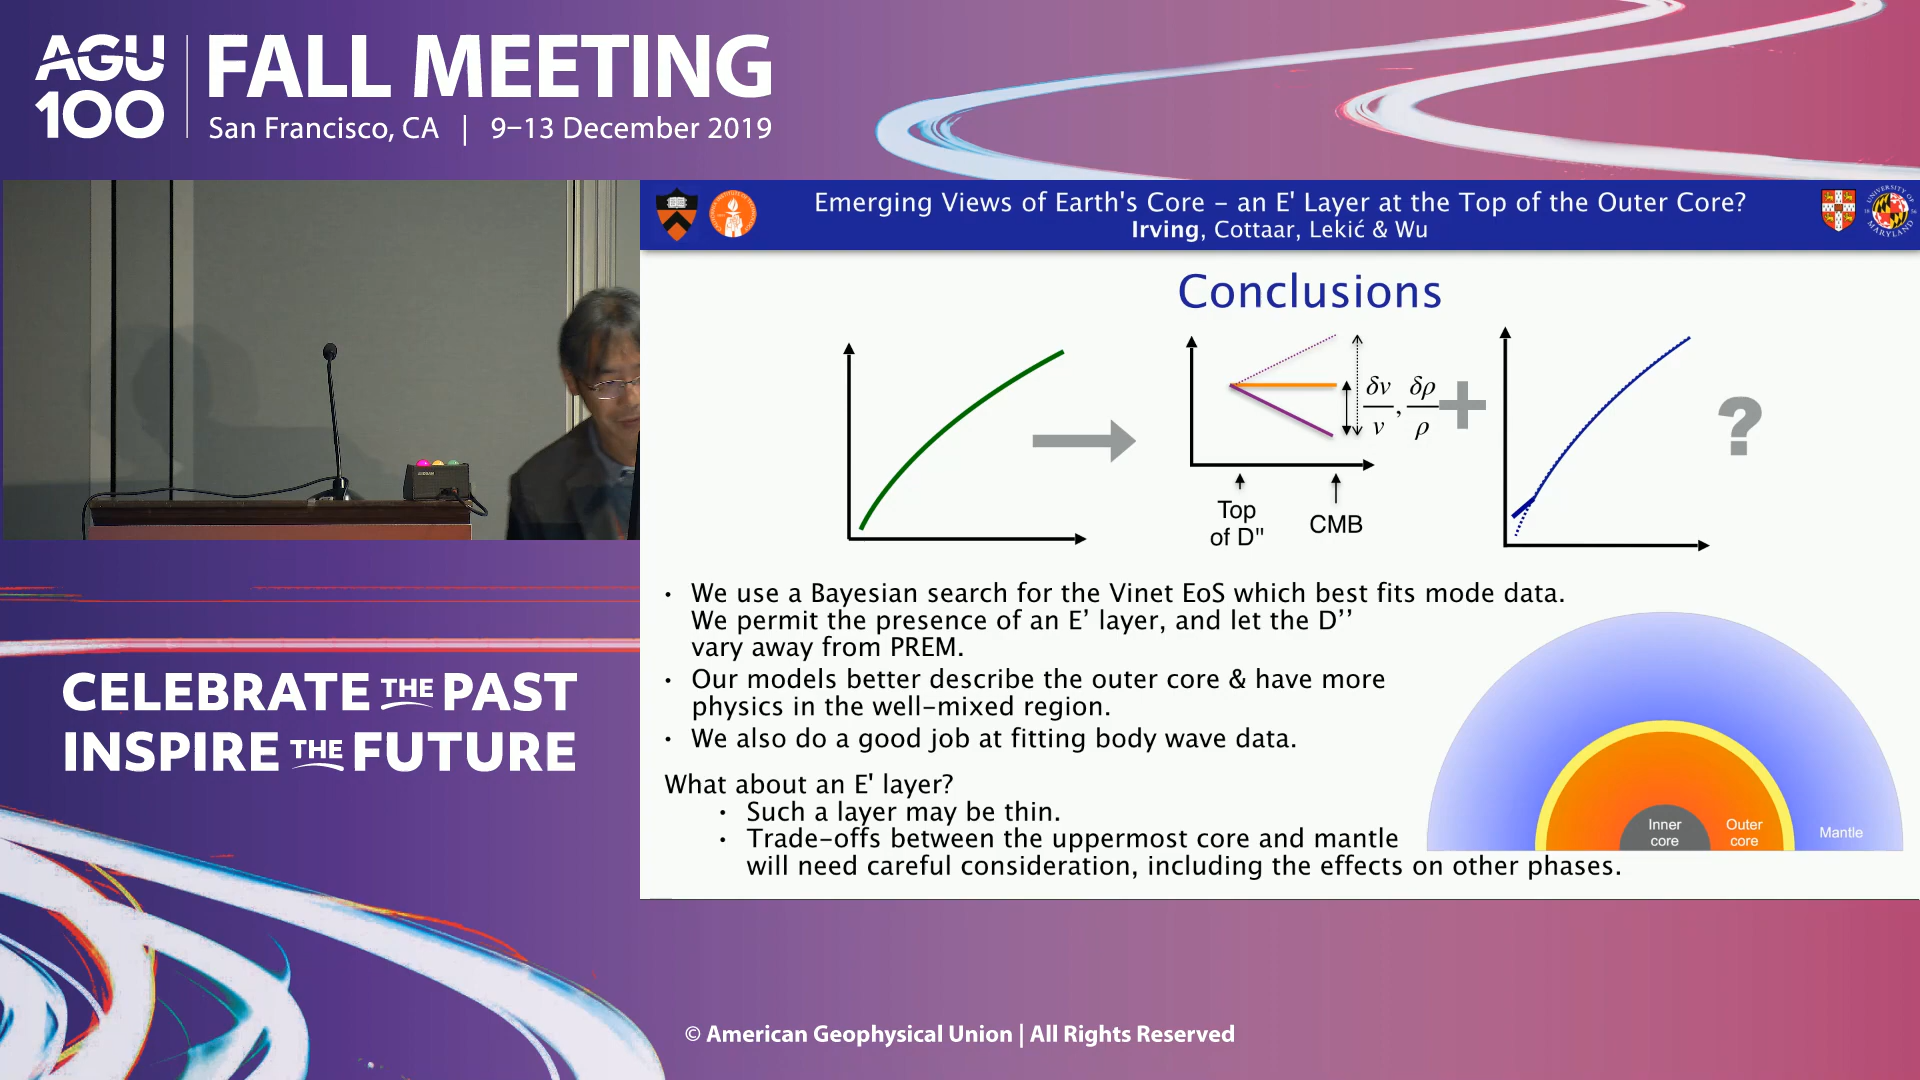 AGU
100
FALL MEETING
San Francisco, CA | 9–13 December 2019
Emerging Views of Earth's Core – an E' Layer at the Top of the Outer Core?
Irving, Cottaar, Lekić & Wu
Conclusions
δv/v, δρ/ρ
+
?
Top
of D"
CMB
• We use a Bayesian search for the Vinet EoS which best fits mode data.
We permit the presence of an E’ layer, and let the D’’
vary away from PREM.
• Our models better describe the outer core & have more
physics in the well-mixed region.
• We also do a good job at fitting body wave data.
What about an E' layer?
• Such a layer may be thin.
• Trade-offs between the uppermost core and mantle
will need careful consideration, including the effects on other phases.
Inner
core
Outer
core
Mantle
CELEBRATE THE PAST
INSPIRE THE FUTURE
© American Geophysical Union | All Rights Reserved